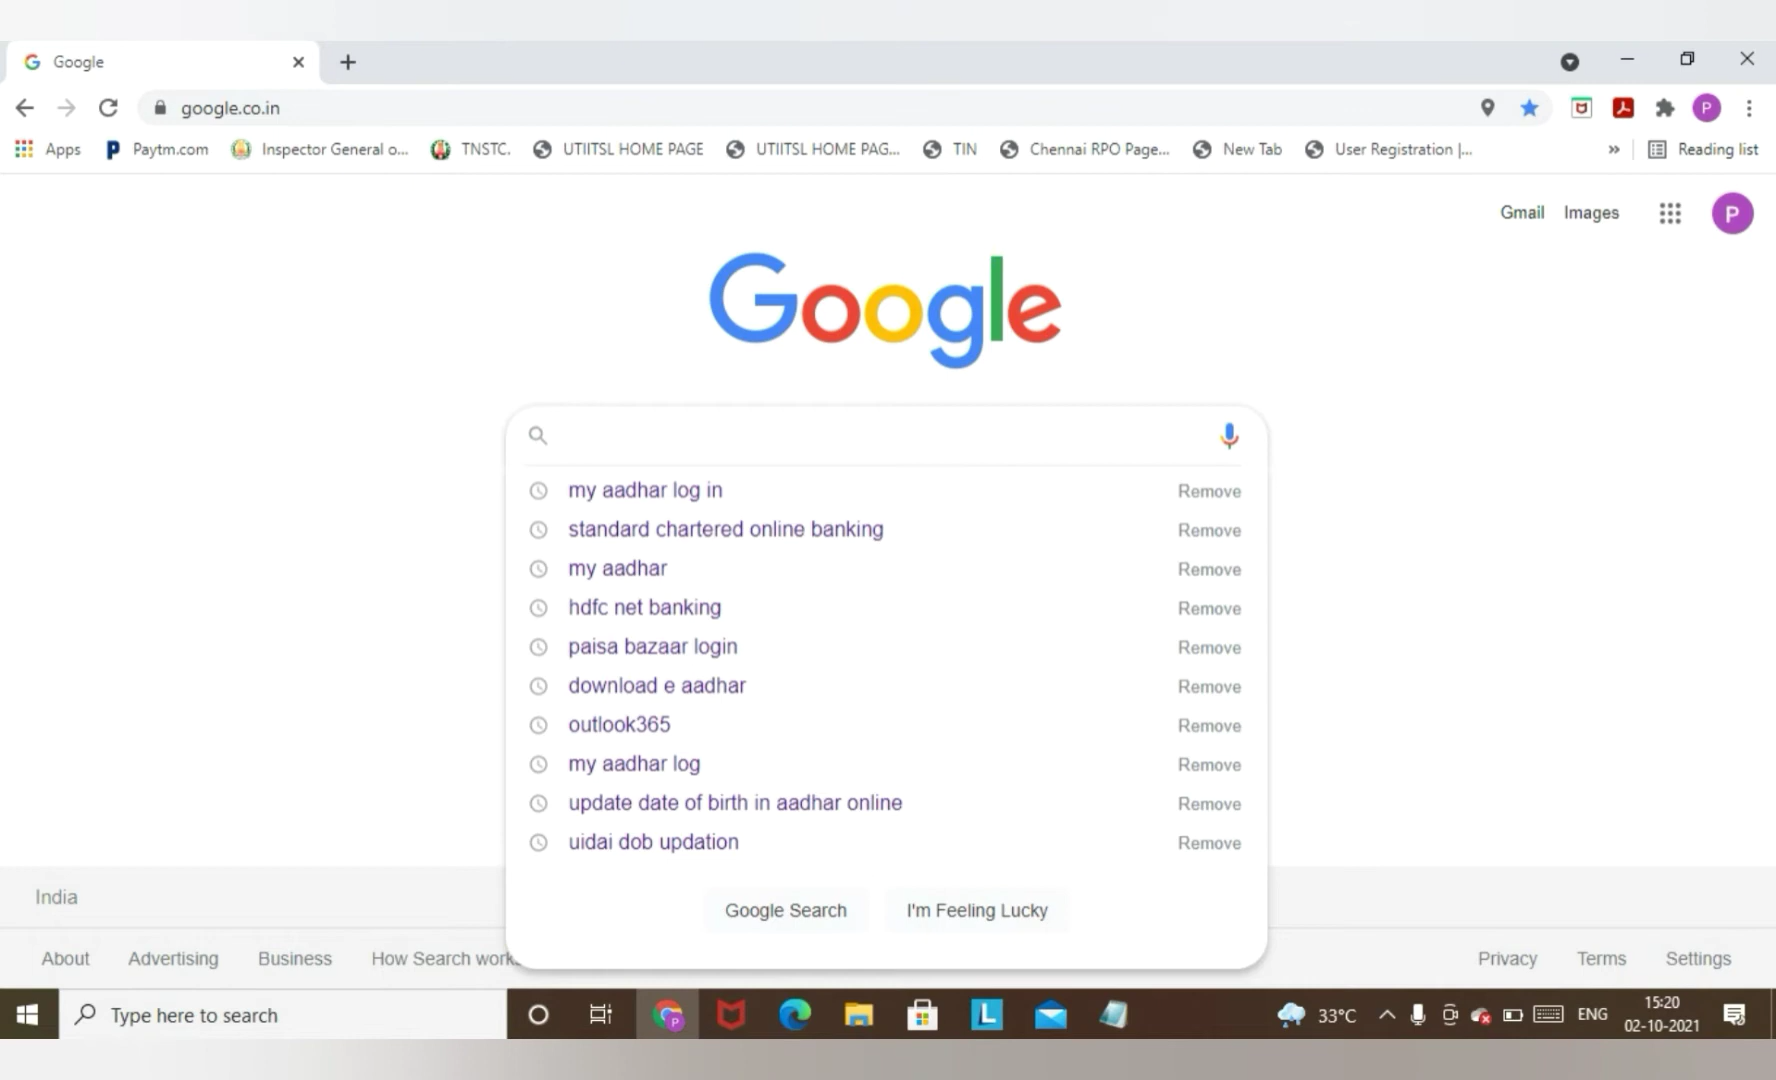 Google
google.co.in
Apps Paytm.com Inspector General o... TNSTC. UTIITSL HOME PAGE UTIITSL HOME PAG... TIN Chennai RPO Page... New Tab User Registration |... » Reading list
P
Gmail Images P
Google
my aadhar log in Remove
standard chartered online banking Remove
my aadhar Remove
hdfc net banking Remove
paisa bazaar login Remove
download e aadhar Remove
outlook365 Remove
my aadhar log Remove
update date of birth in aadhar online Remove
uidai dob updation Remove
Google Search I'm Feeling Lucky
India
About Advertising Business How Search work Privacy Terms Settings
Type here to search 33°C ENG 15:20
02-10-2021